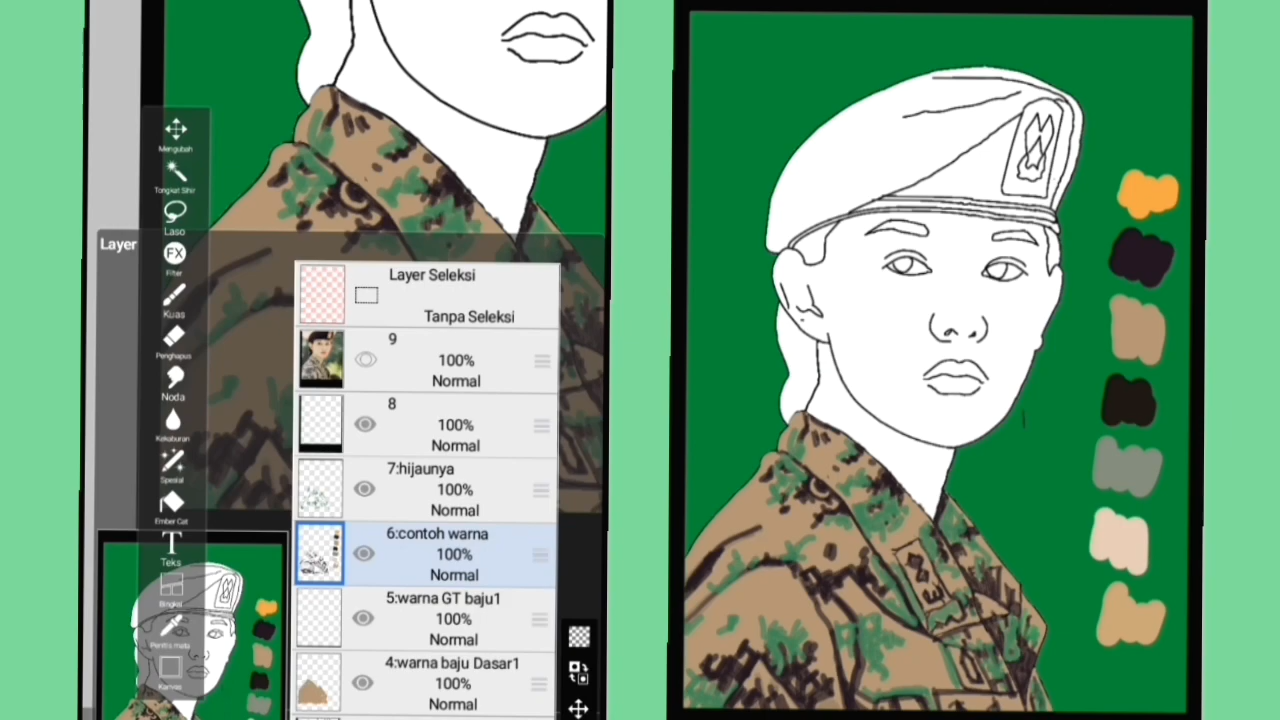 Mengubah
Tongkat Sihir
Laso
FX
Filter
Kuas
Penghapus
Noda
Kekaburan
Spesial
Ember Cat
T
Teks
Bingkai
Kanvas
Layer
Layer Seleksi
Tanpa Seleksi
9
100%
Normal
8
100%
Normal
7:hijaunya
100%
Normal
6:contoh warna
100%
Normal
5:warna GT baju1
100%
Normal
4:warna baju Dasar1
100%
Normal